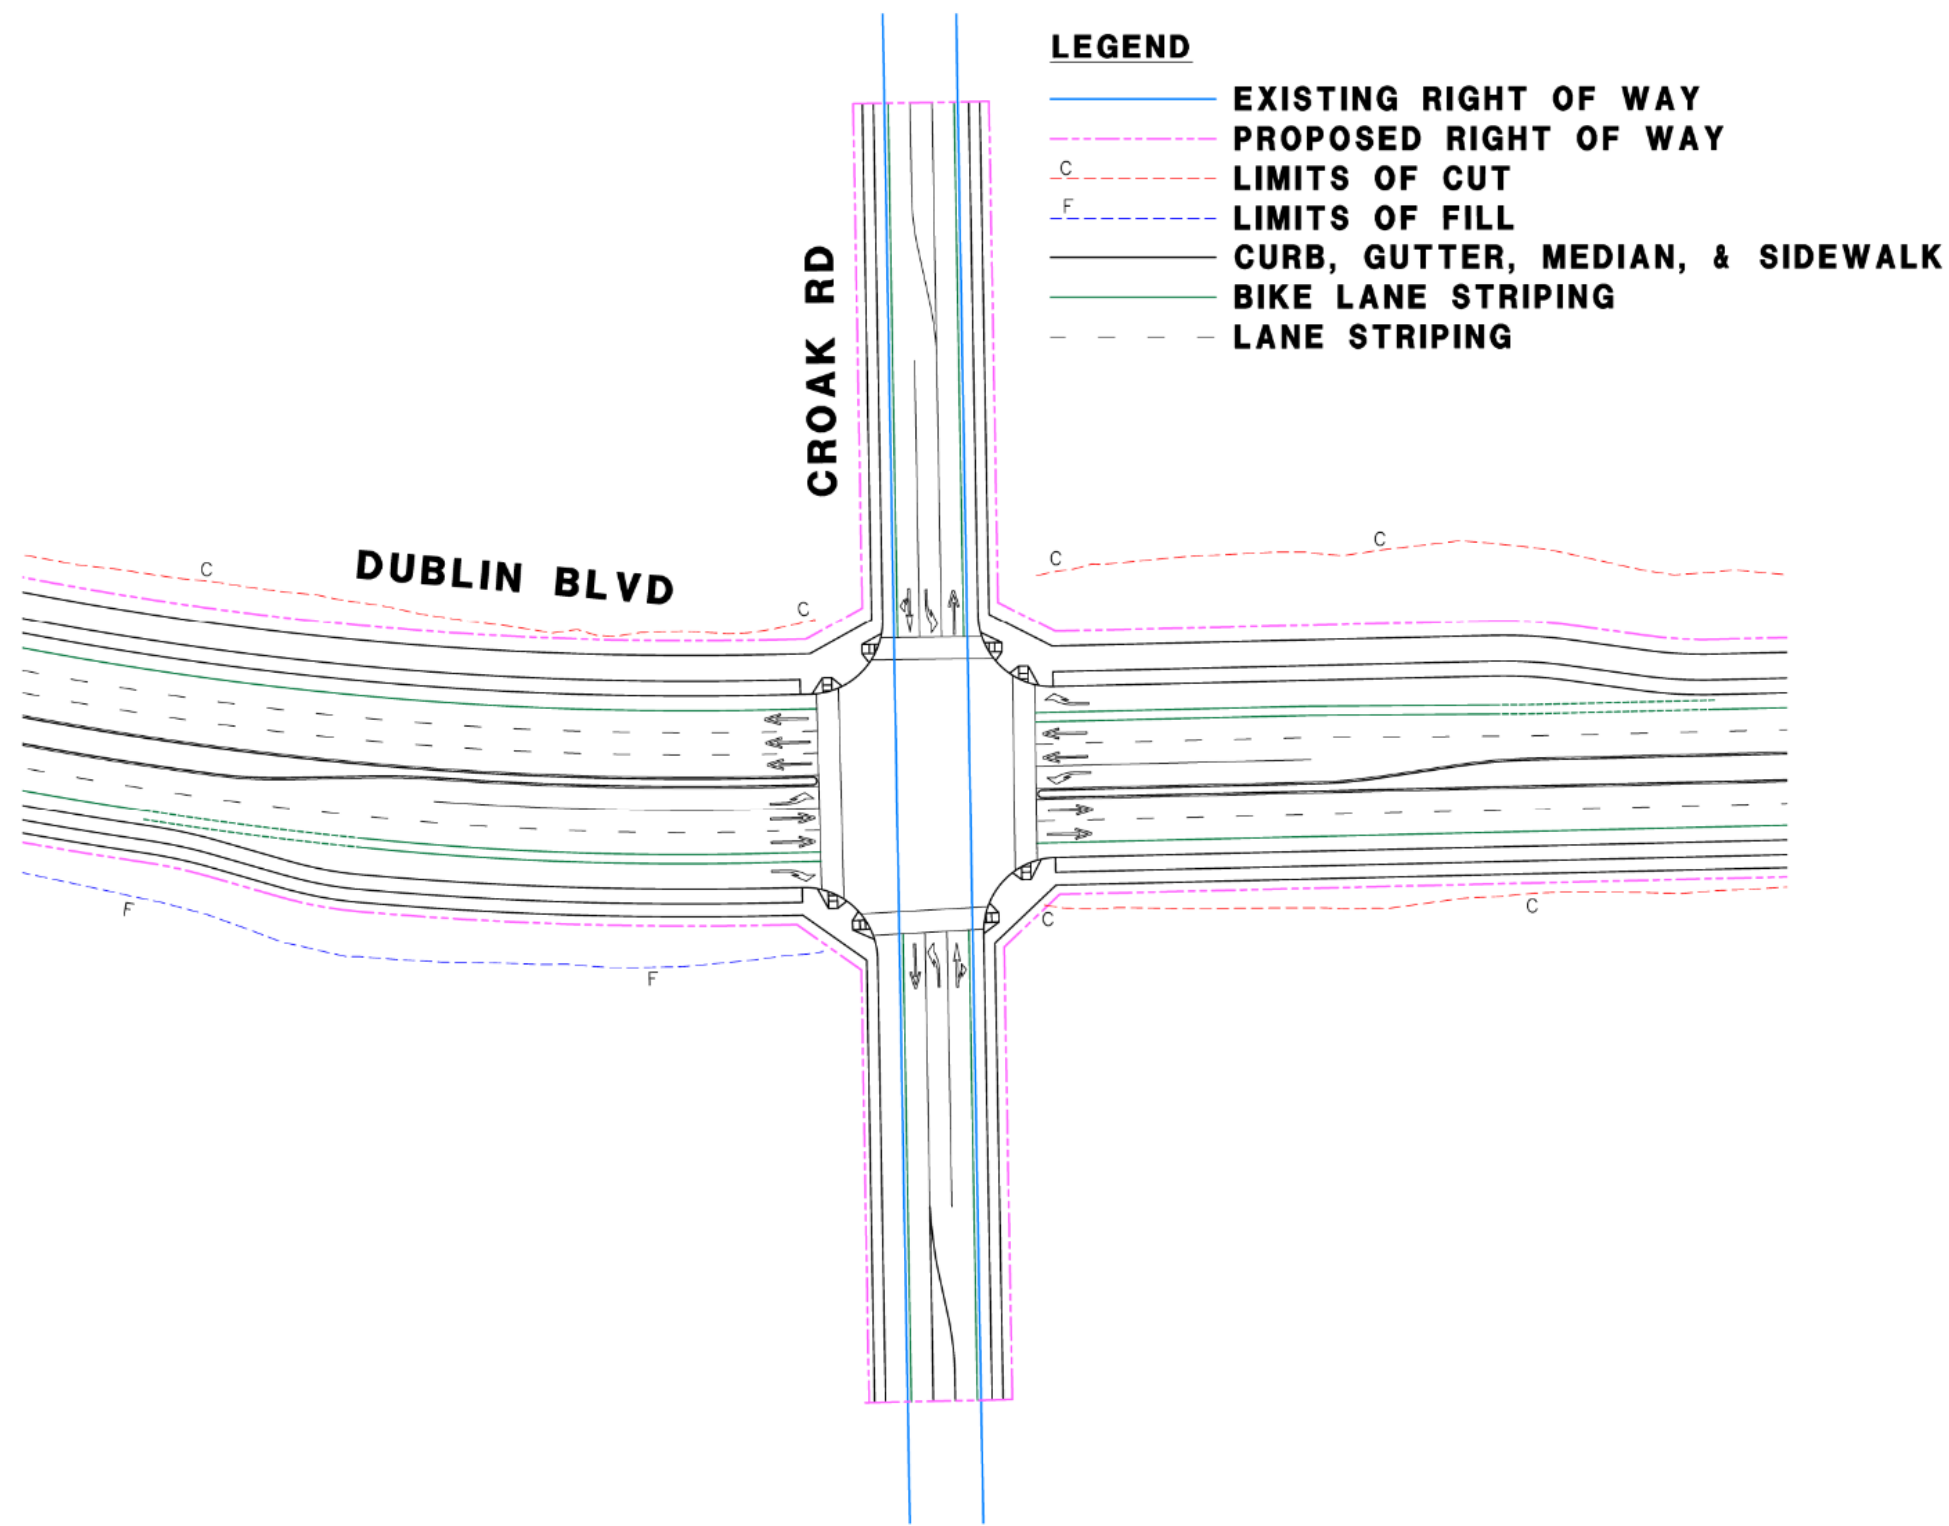 LEGEND
EXISTING RIGHT OF WAY
PROPOSED RIGHT OF WAY
C
LIMITS OF CUT
F
LIMITS OF FILL
CURB, GUTTER, MEDIAN, & SIDEWALK
BIKE LANE STRIPING
LANE STRIPING
CROAK RD
DUBLIN BLVD
C
C
C
C
F
F
C
C